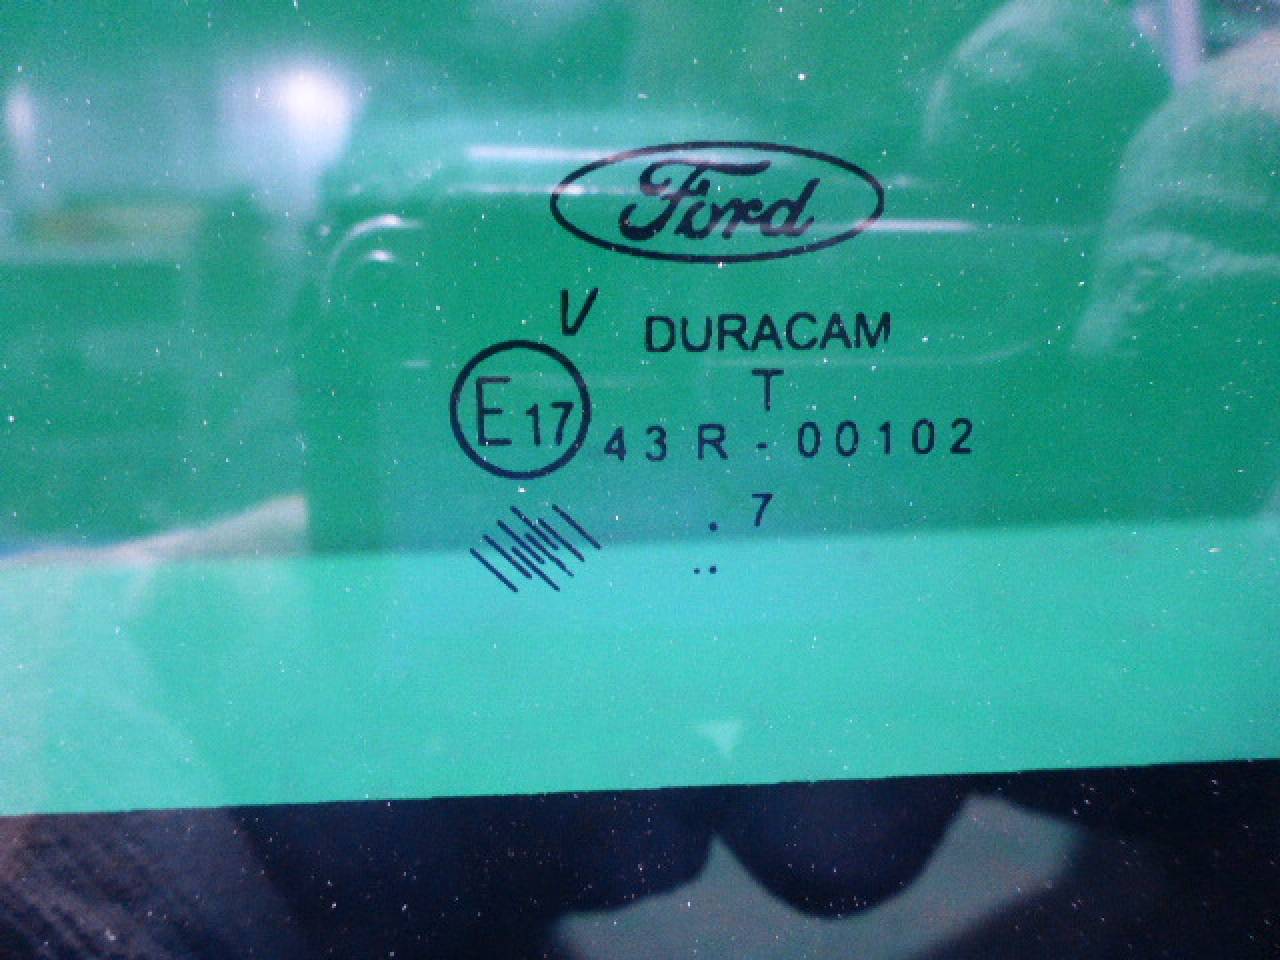 Ford
V DURACAM
T
E17 43R-00102
. 7
..